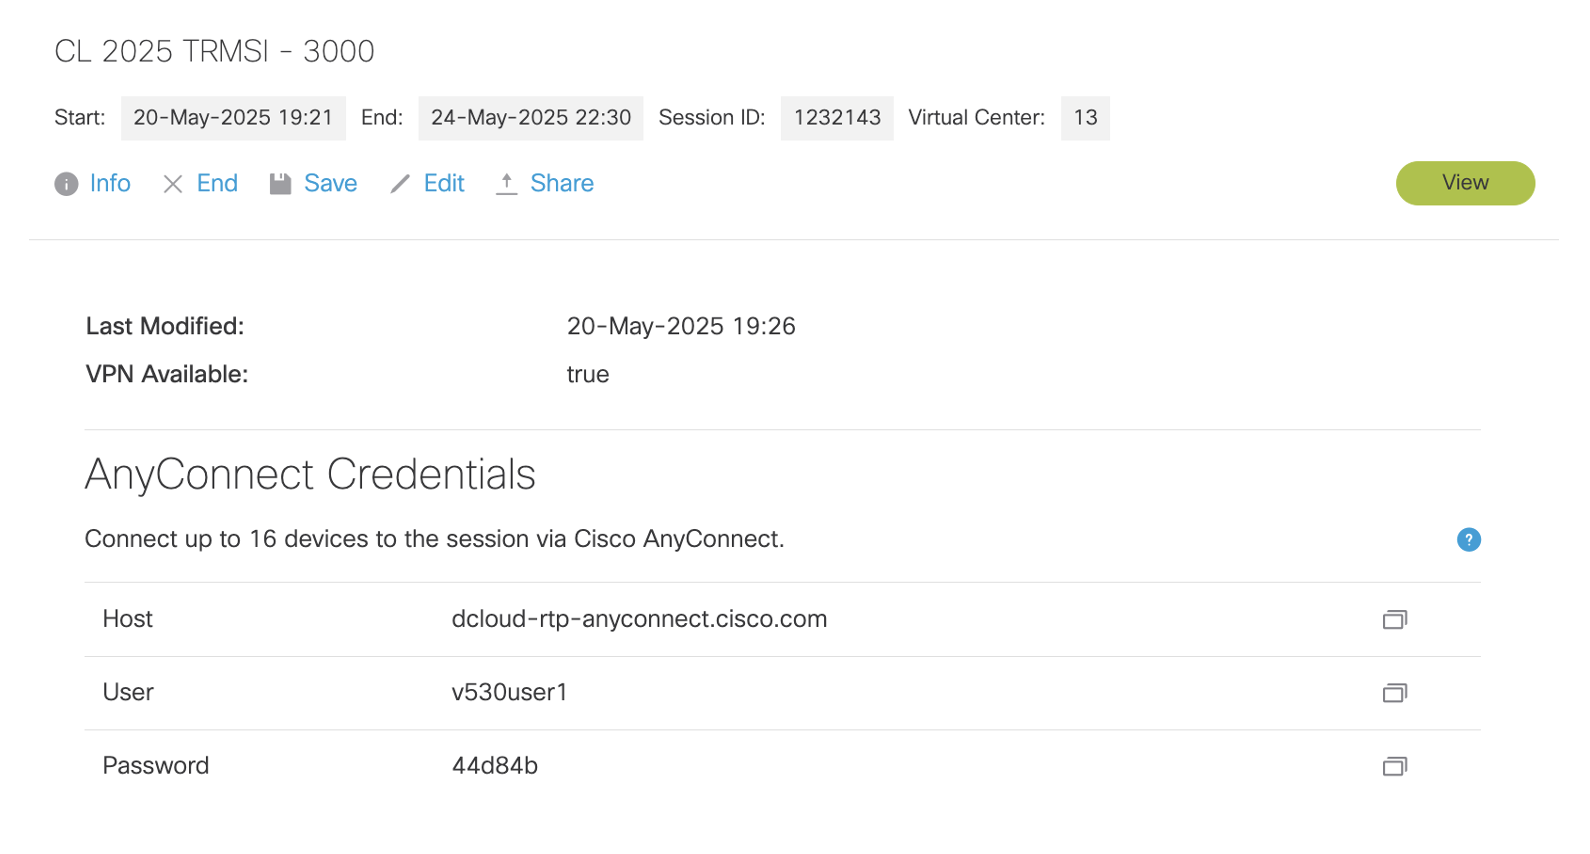 CL 2025 TRMSI - 3000
Start: 20-May-2025 19:21 End: 24-May-2025 22:30 Session ID: 1232143 Virtual Center: 13
i Info End Save Edit Share View
Last Modified: 20-May-2025 19:26
VPN Available: true
AnyConnect Credentials
Connect up to 16 devices to the session via Cisco AnyConnect. ?
Host dcloud-rtp-anyconnect.cisco.com
User v530user1
Password 44d84b